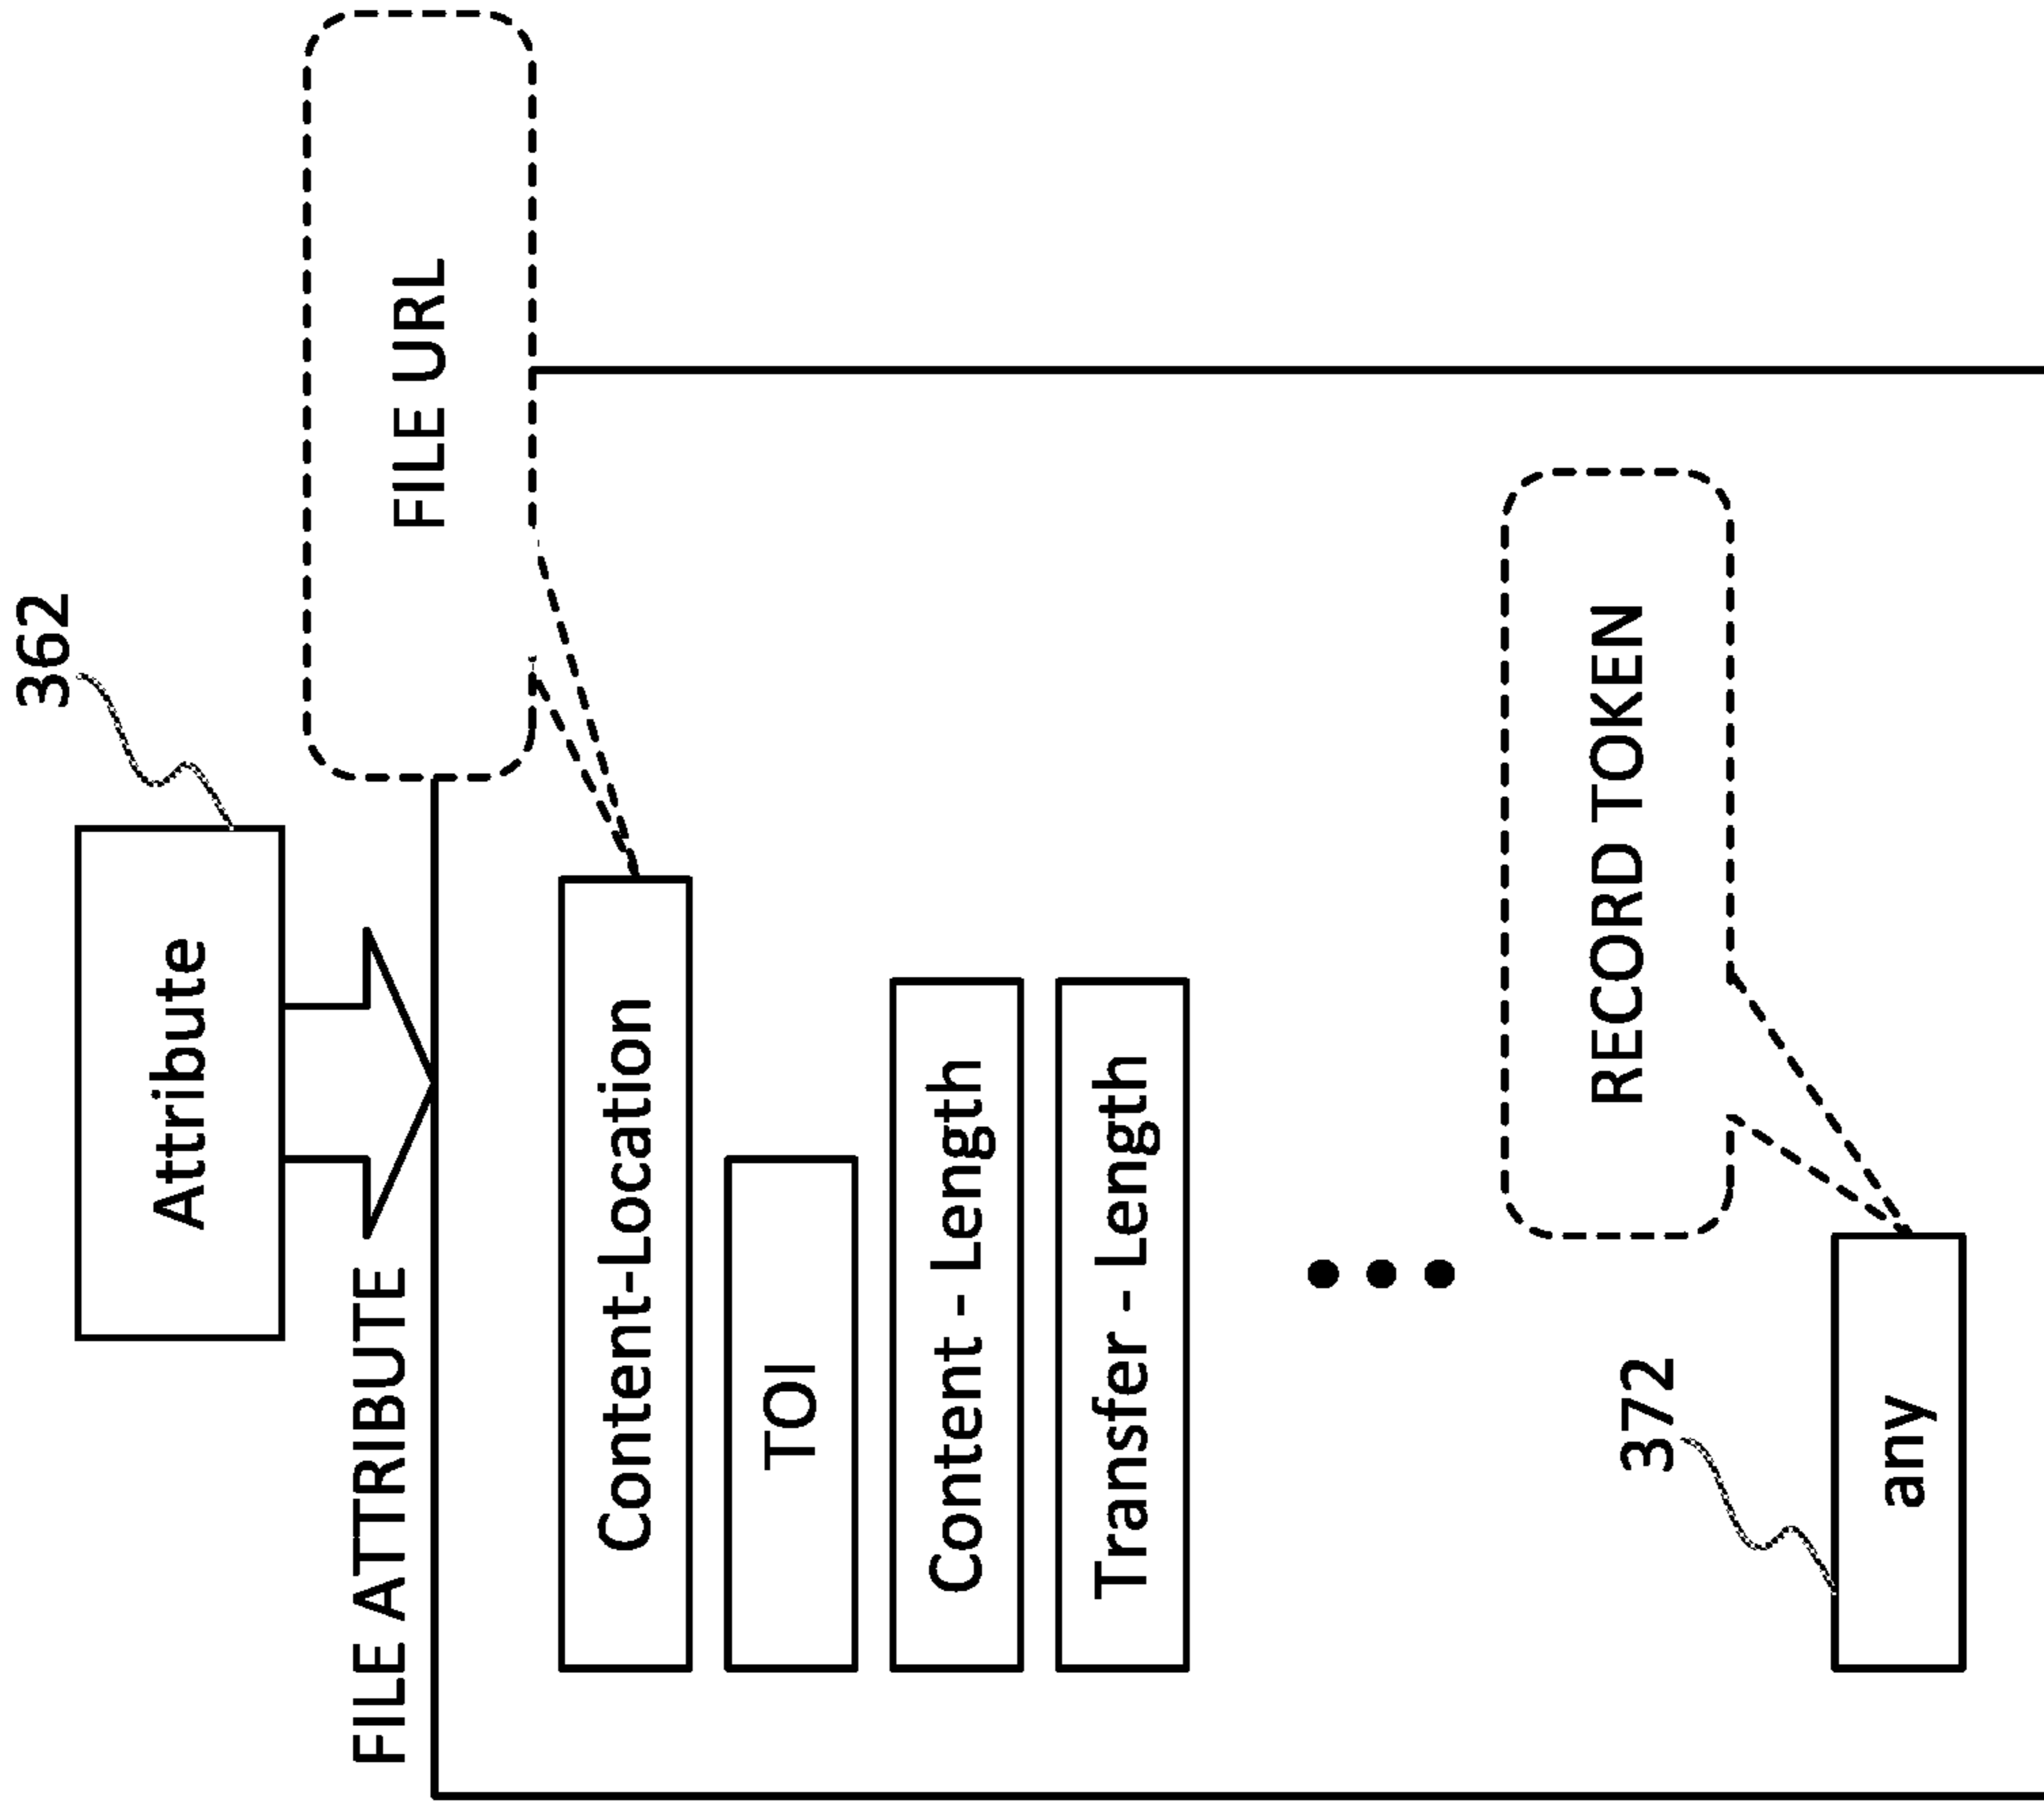 362
Attribute
FILE ATTRIBUTE
FILE URL
Content-Location
TOI
Content - Length
Transfer - Length
RECORD TOKEN
372
any